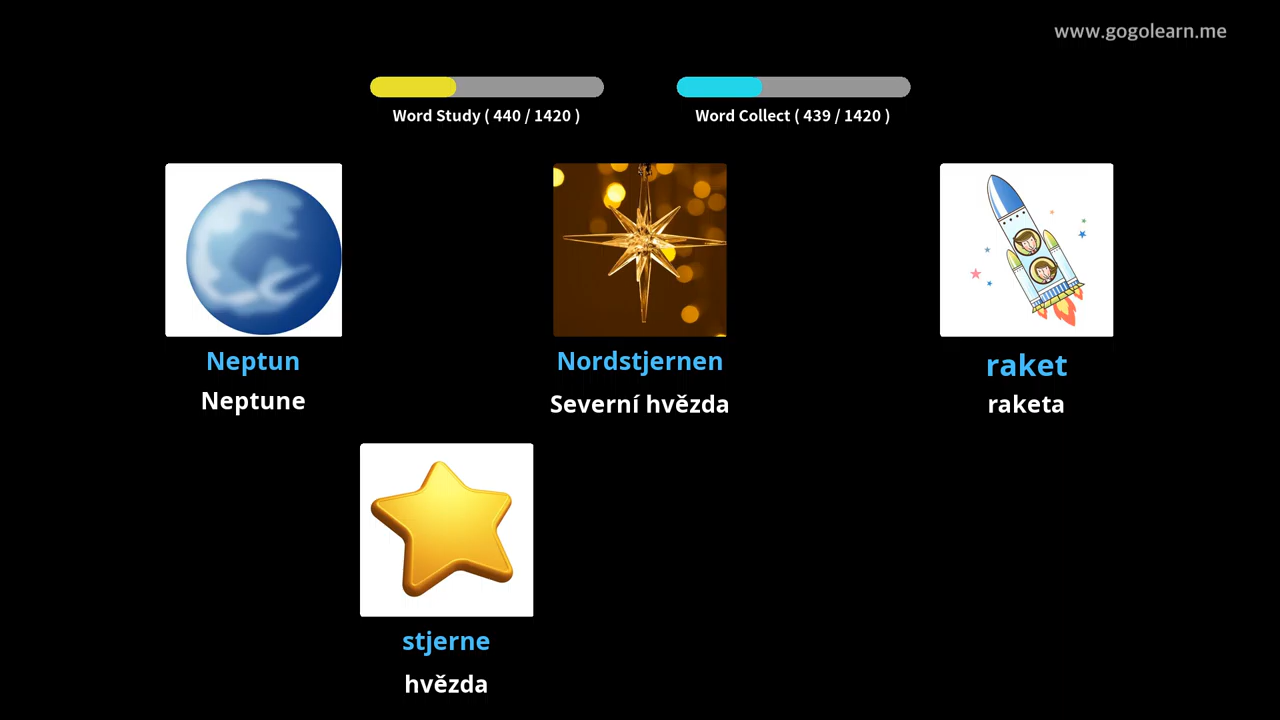 www.gogolearn.me
Word Study ( 440 / 1420 )
Word Collect ( 439 / 1420 )
Neptun
Neptune
Nordstjernen
Severní hvězda
raket
raketa
stjerne
hvězda